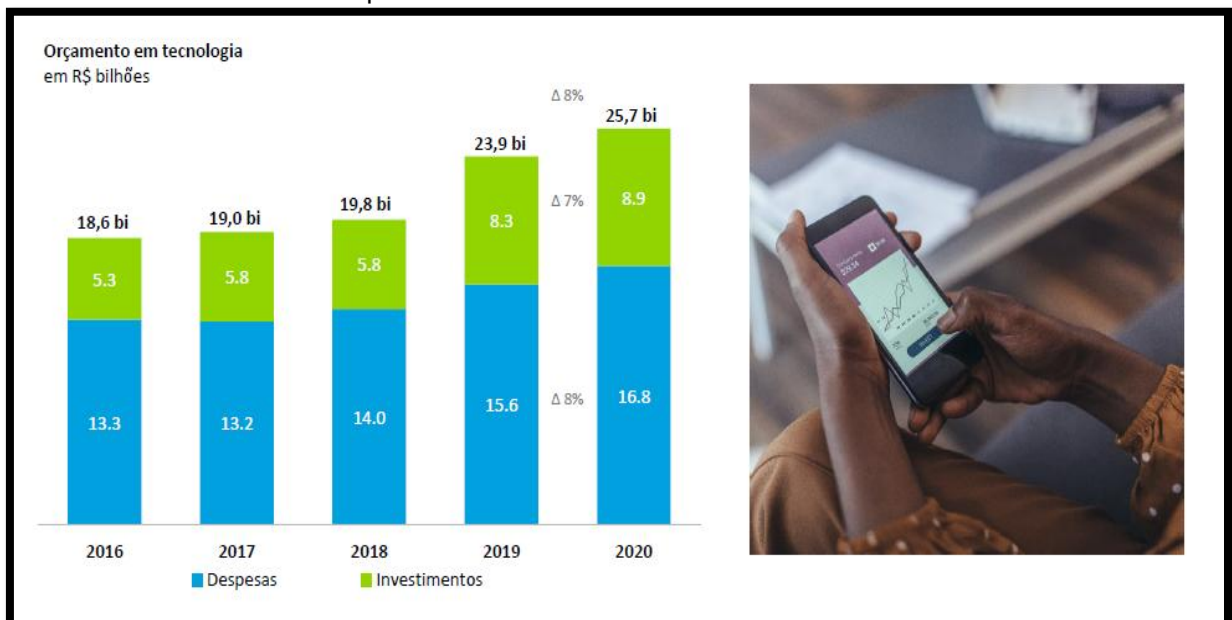 Orçamento em tecnologia
em R$ bilhões
Δ 8%
18,6 bi
19,0 bi
19,8 bi
23,9 bi
25,7 bi
Δ 7%
5.3
5.8
5.8
8.3
8.9
Δ 8%
13.3
13.2
14.0
15.6
16.8
2016
2017
2018
2019
2020
Despesas
Investimentos